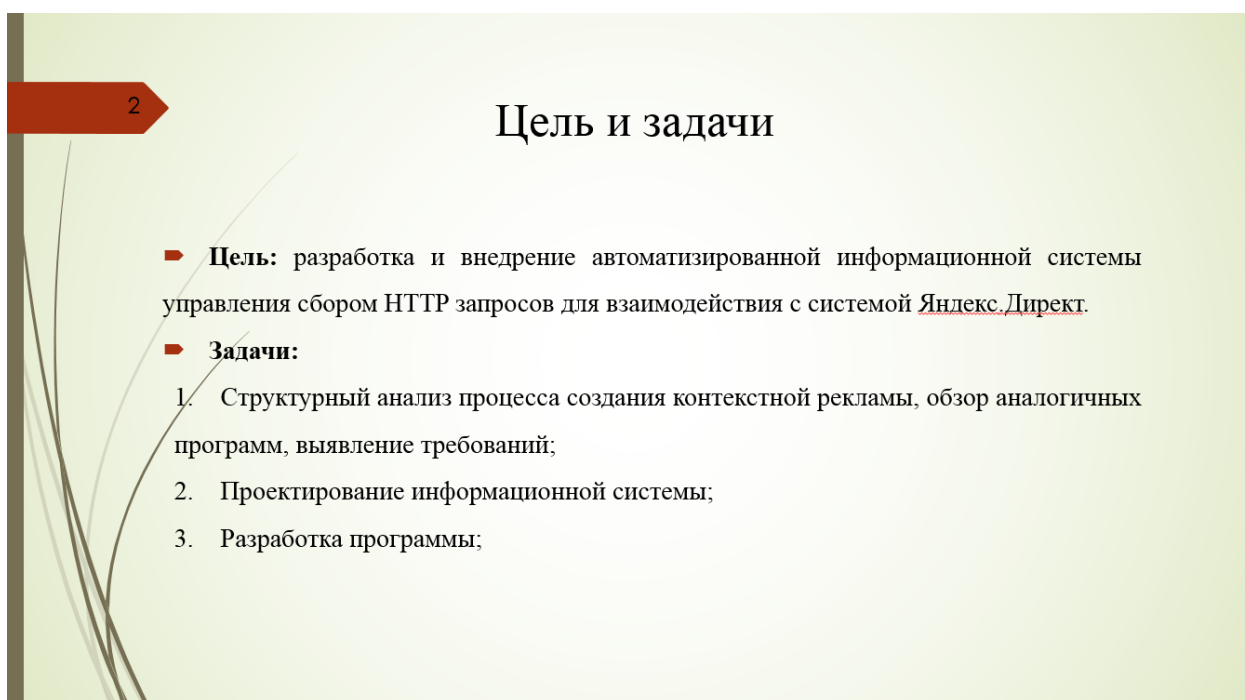 2
Цель и задачи
Цель: разработка и внедрение автоматизированной информационной системы
управления сбором HTTP запросов для взаимодействия с системой Яндекс.Директ.
Задачи:
1. Структурный анализ процесса создания контекстной рекламы, обзор аналогичных
программ, выявление требований;
2. Проектирование информационной системы;
3. Разработка программы;